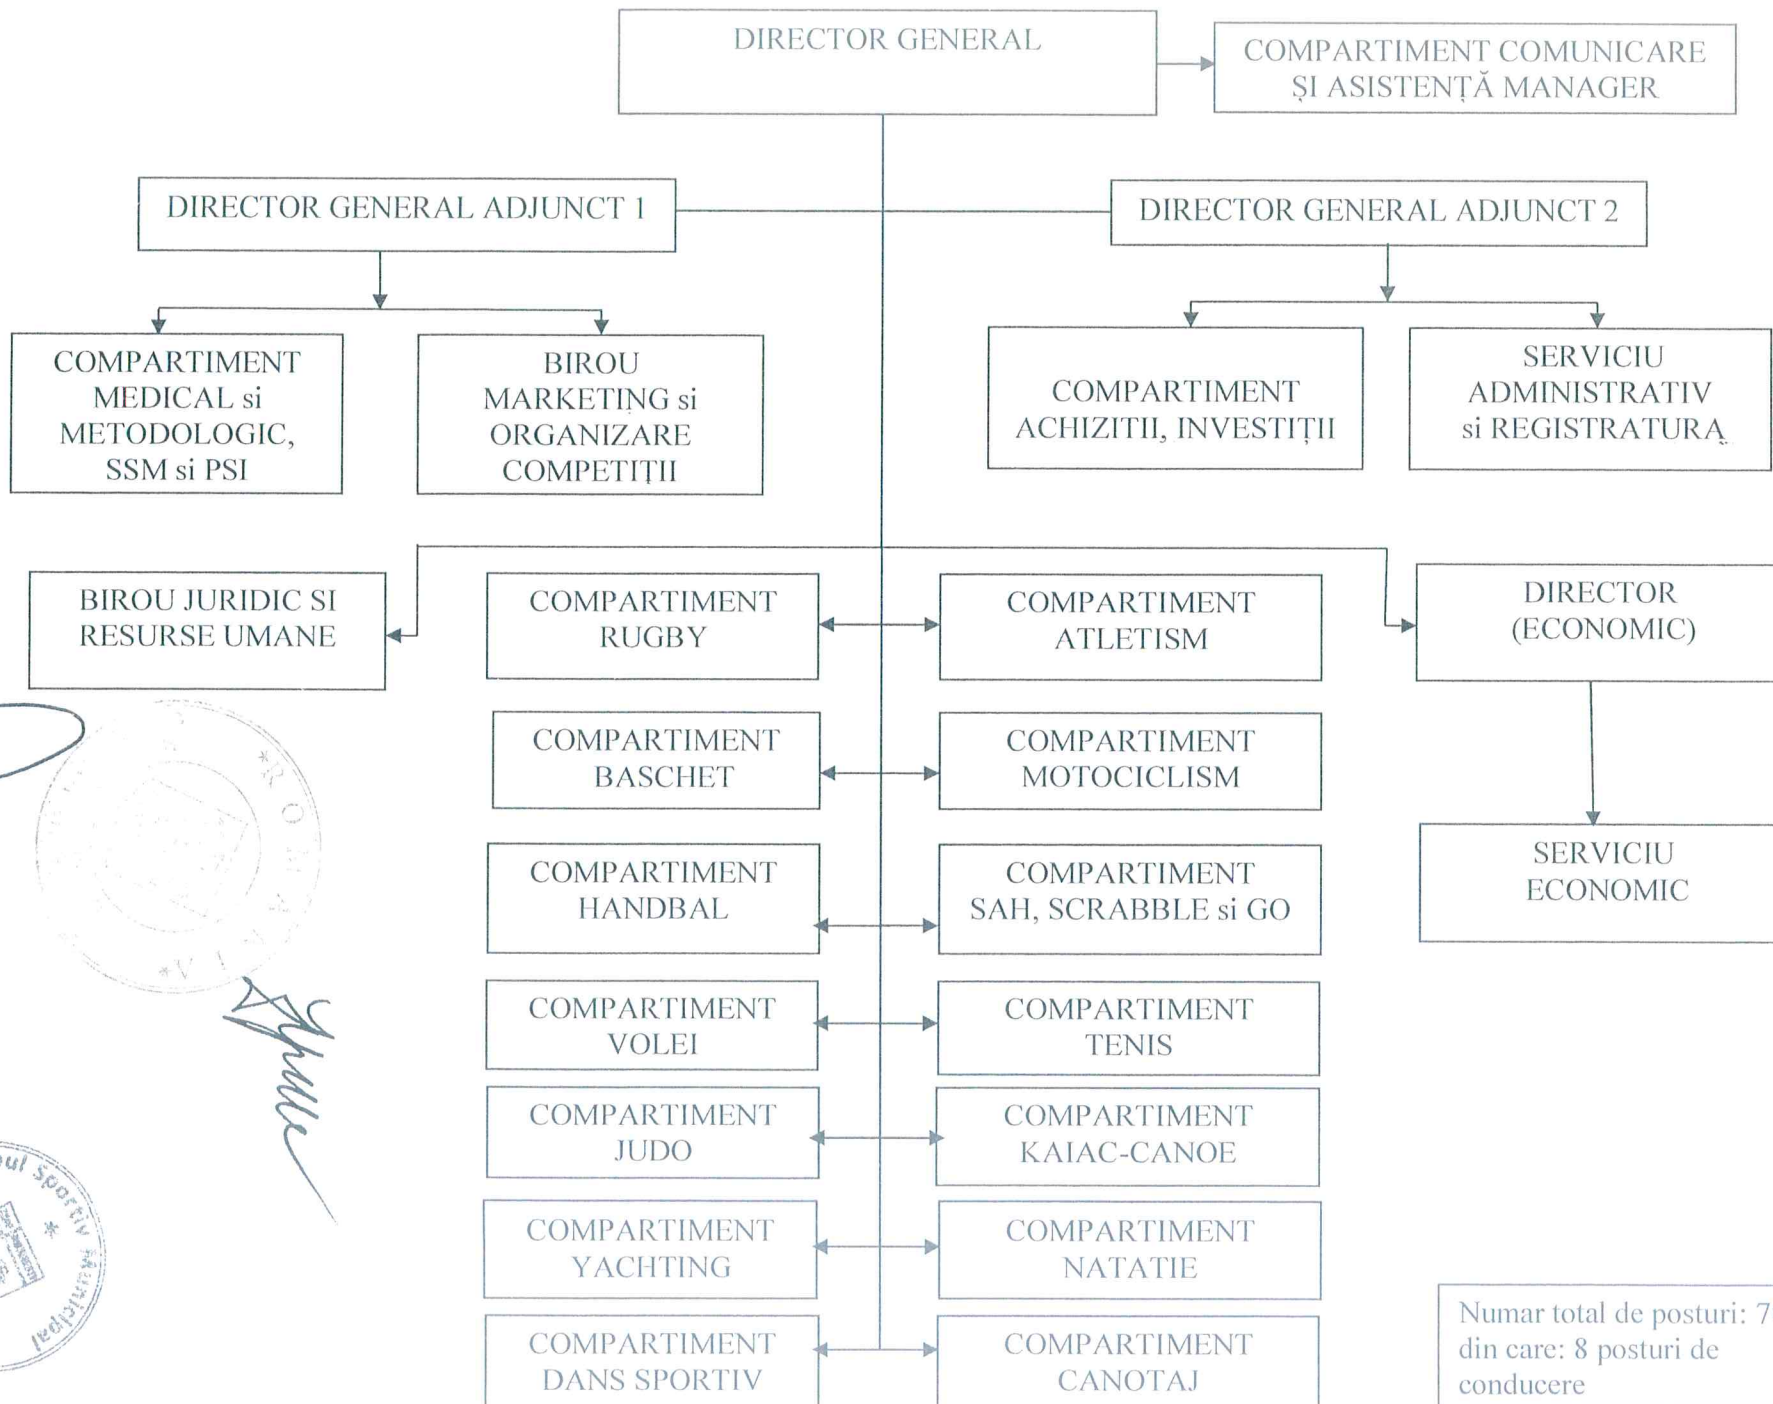 DIRECTOR GENERAL
COMPARTIMENT COMUNICARE
ȘI ASISTENȚĂ MANAGER
DIRECTOR GENERAL ADJUNCT 1
DIRECTOR GENERAL ADJUNCT 2
COMPARTIMENT
MEDICAL si
METODOLOGIC,
SSM si PSI
BIROU
MARKETING si
ORGANIZARE
COMPETIȚII
COMPARTIMENT
ACHIZITII, INVESTIȚII
SERVICIU
ADMINISTRATIV
si REGISTRATURA
BIROU JURIDIC SI
RESURSE UMANE
COMPARTIMENT
RUGBY
COMPARTIMENT
ATLETISM
DIRECTOR
(ECONOMIC)
COMPARTIMENT
BASCHET
COMPARTIMENT
MOTOCICLISM
COMPARTIMENT
HANDBAL
COMPARTIMENT
SAH, SCRABBLE si GO
SERVICIU
ECONOMIC
*ROMANIA*
COMPARTIMENT
VOLEI
COMPARTIMENT
TENIS
COMPARTIMENT
JUDO
COMPARTIMENT
KAIAC-CANOE
Sportiv Municipal
COMPARTIMENT
YACHTING
COMPARTIMENT
NATATIE
COMPARTIMENT
DANS SPORTIV
COMPARTIMENT
CANOTAJ
Numar total de posturi: 7
din care: 8 posturi de
conducere